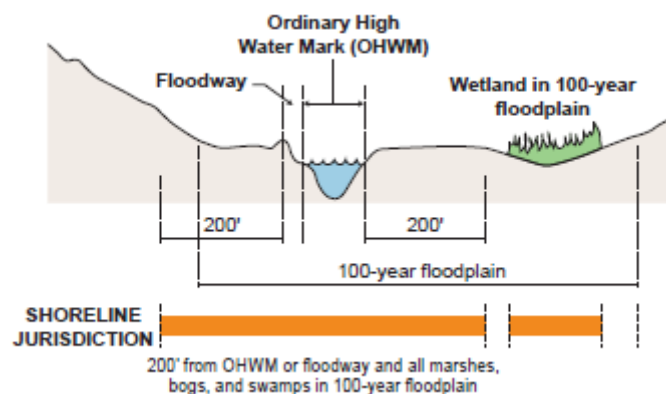 Ordinary High
Water Mark (OHWM)
Floodway
Wetland in 100-year
floodplain
200'
200'
100-year floodplain
SHORELINE
JURISDICTION
200' from OHWM or floodway and all marshes,
bogs, and swamps in 100-year floodplain